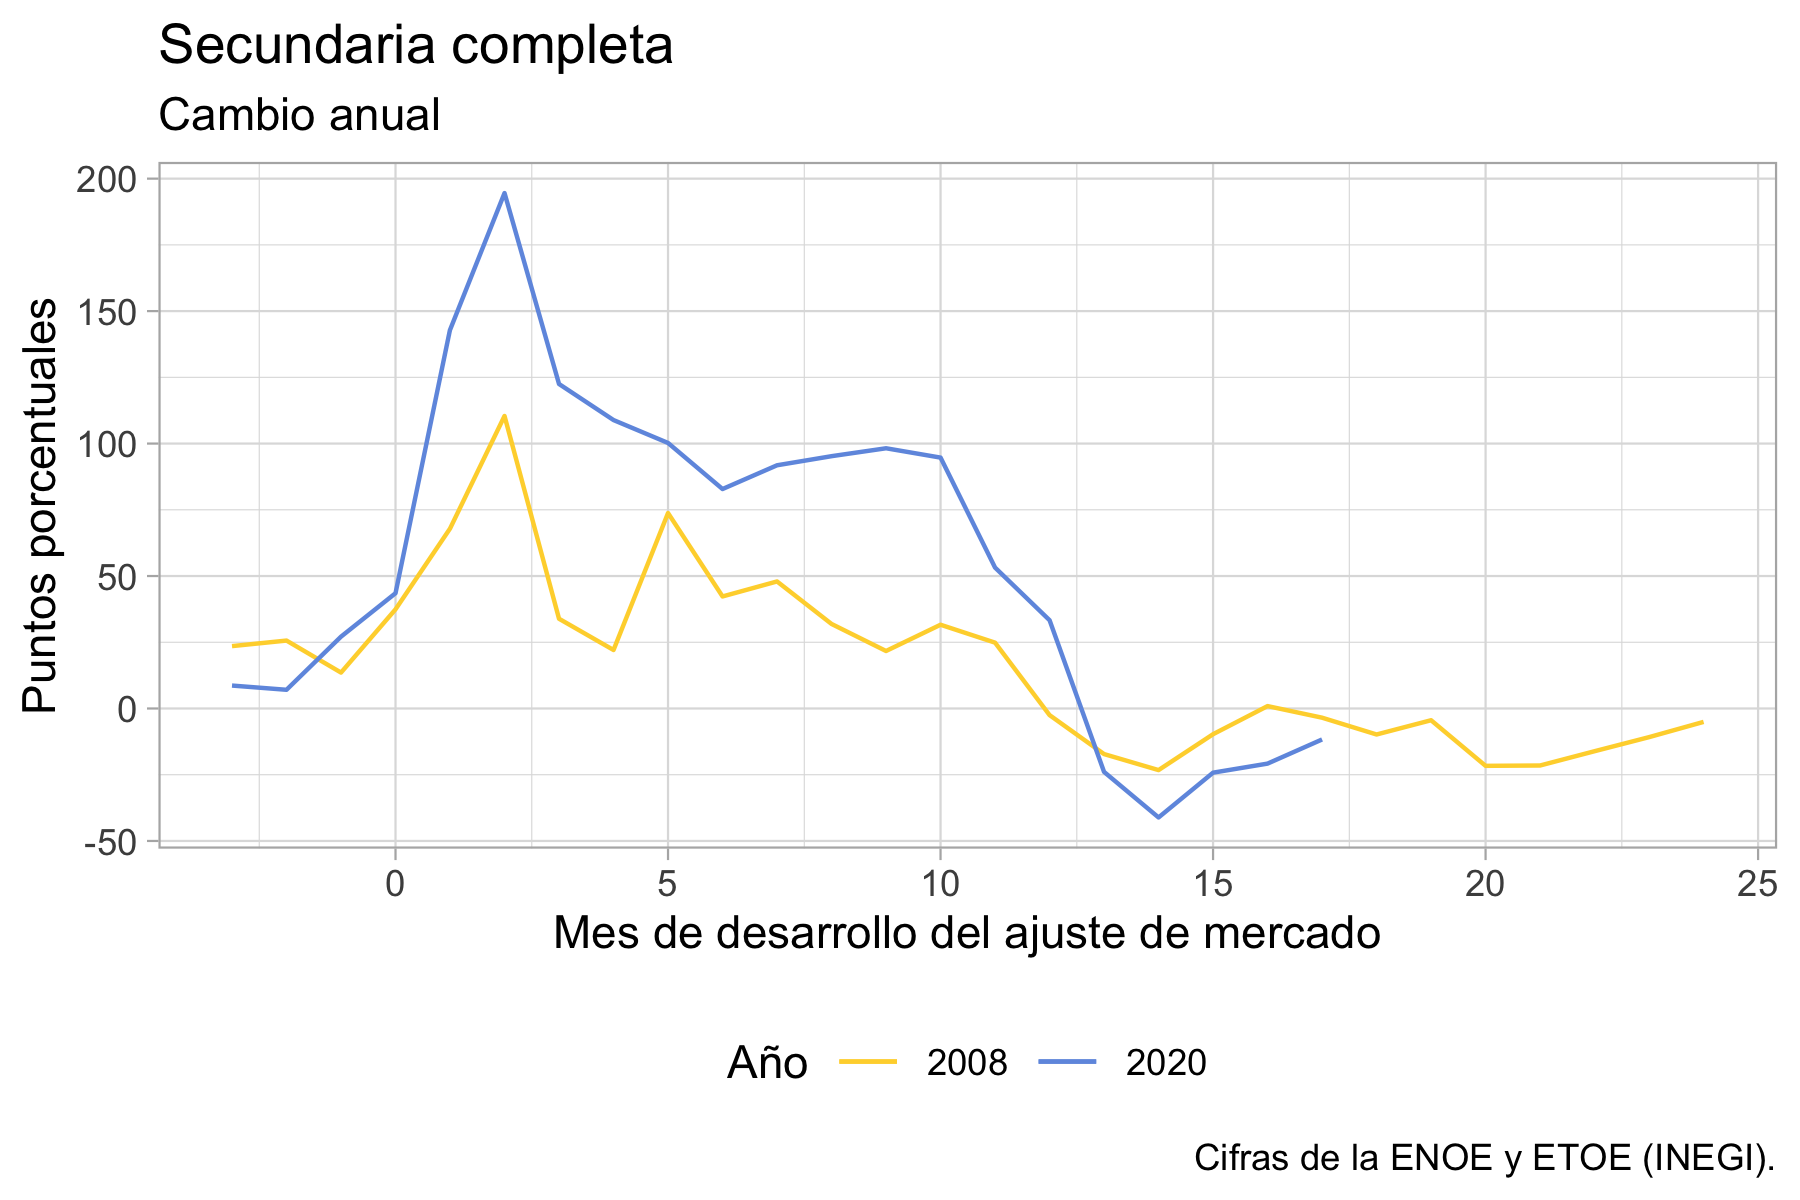 Secundaria completa
Cambio anual
Puntos porcentuales
200
150
100
50
0
-50
0 5 10 15 20 25
Mes de desarrollo del ajuste de mercado
Año 2008 2020
Cifras de la ENOE y ETOE (INEGI).